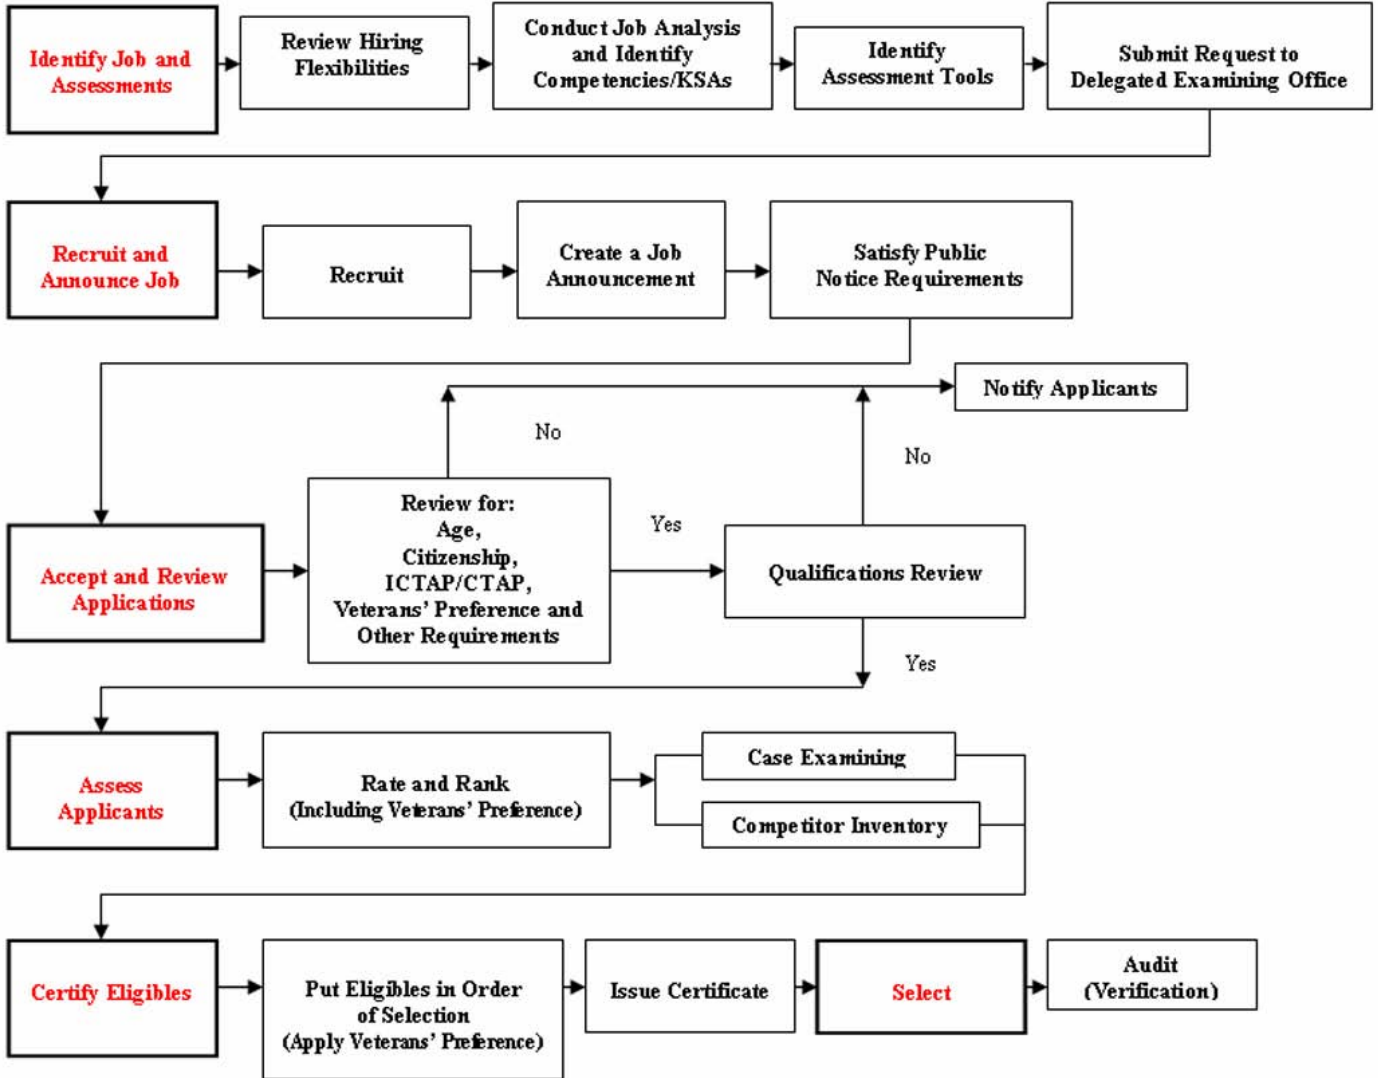 Identify Job and
Assessments
Review Hiring
Flexibilities
Conduct Job Analysis
and Identify
Competencies/KSAs
Identify
Assessment Tools
Submit Request to
Delegated Examining Office
Recruit and
Announce Job
Recruit
Create a Job
Announcement
Satisfy Public
Notice Requirements
Notify Applicants
No
No
Review for:
Age,
Citizenship,
ICTAP/CTAP,
Veterans’ Preference and
Other Requirements
Yes
Accept and Review
Applications
Qualifications Review
Yes
Assess
Applicants
Rate and Rank
(Including Veterans’ Preference)
Case Examining
Competitor Inventory
Certify Eligibles
Put Eligibles in Order
of Selection
(Apply Veterans’ Preference)
Issue Certificate
Select
Audit
(Verification)